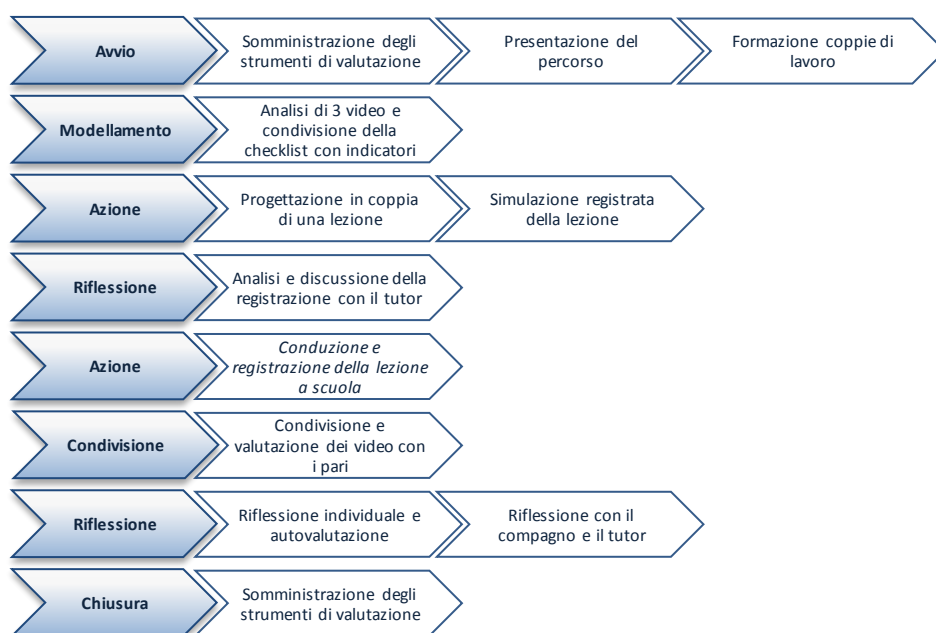 Avvio
Somministrazione degli
strumenti di valutazione
Presentazione del
percorso
Formazione coppie di
lavoro
Modellamento
Analisi di 3 video e
condivisione della
checklist con indicatori
Azione
Progettazione in coppia
di una lezione
Simulazione registrata
della lezione
Riflessione
Analisi e discussione della
registrazione con il tutor
Azione
Conduzione e
registrazione della lezione
a scuola
Condivisione
Condivisione e
valutazione dei video con
i pari
Riflessione
Riflessione individuale e
autovalutazione
Riflessione con il
compagno e il tutor
Chiusura
Somministrazione degli
strumenti di valutazione